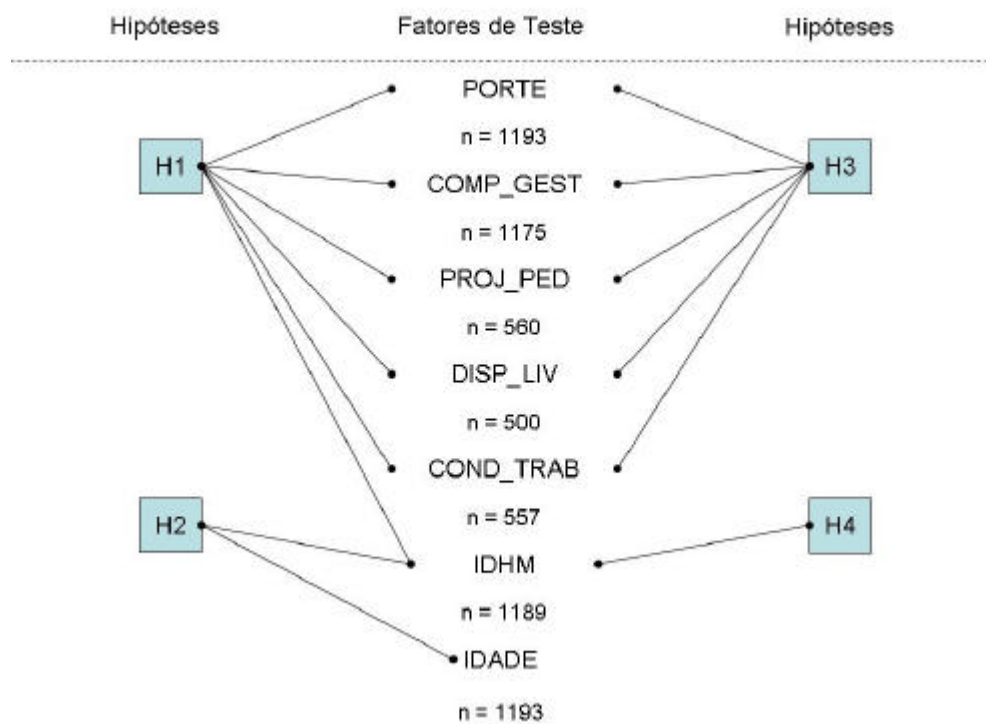 Hipóteses Fatores de Teste Hipóteses
PORTE
n = 1193
H1 H3
COMP_GEST
n = 1175
PROJ_PED
n = 560
DISP_LIV
n = 500
COND_TRAB
n = 557
H2 H4
IDHM
n = 1189
IDADE
n = 1193